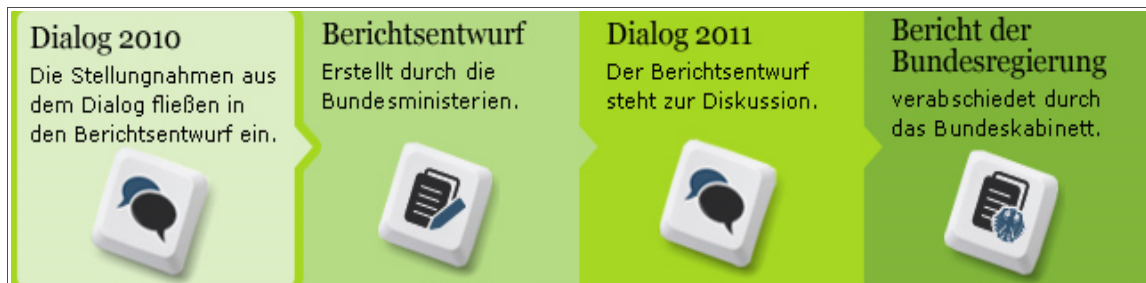 Dialog 2010
Die Stellungnahmen aus
dem Dialog fließen in
den Berichtsentwurf ein.
Berichtsentwurf
Erstellt durch die
Bundesministerien.
Dialog 2011
Der Berichtsentwurf
steht zur Diskussion.
Bericht der
Bundesregierung
verabschiedet durch
das Bundeskabinett.